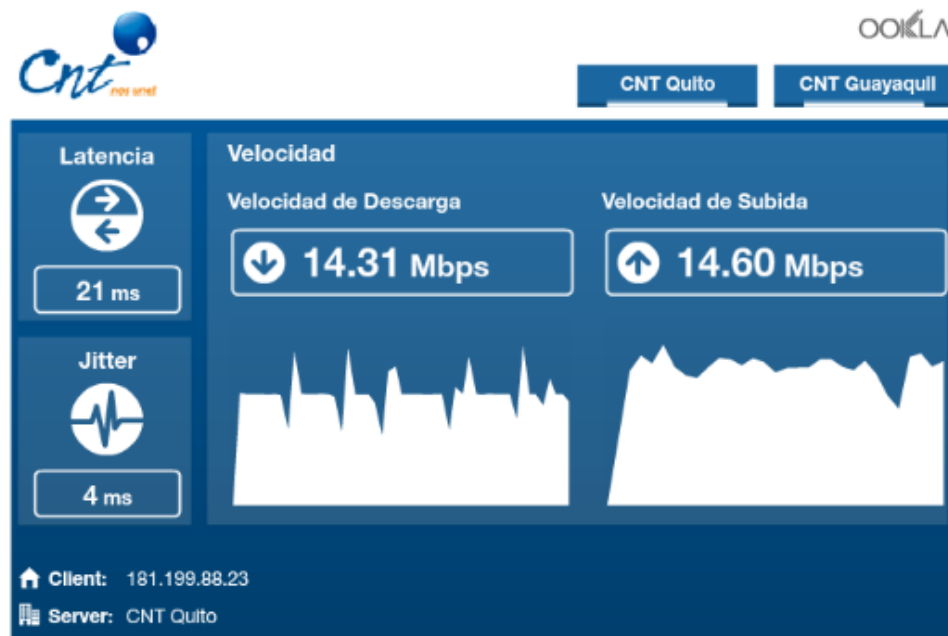 Cnt
nos une!
OOKLA
CNT Quito
CNT Guayaquil
Latencia
21 ms
Jitter
4 ms
Velocidad
Velocidad de Descarga
14.31 Mbps
Velocidad de Subida
14.60 Mbps
Client: 181.199.88.23
Server: CNT Quito